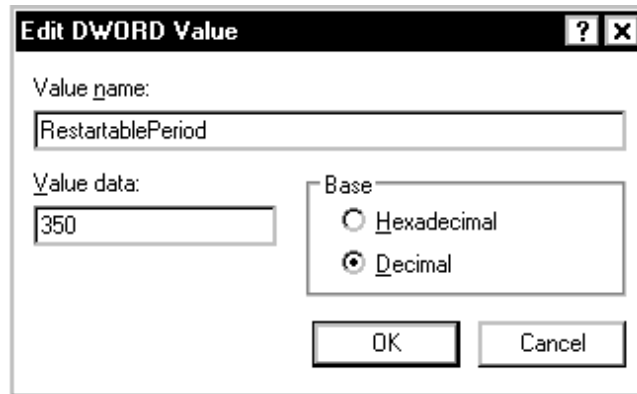 Edit DWORD Value
Value name:
RestartablePeriod
Value data:
350
Base
Hexadecimal
Decimal
OK
Cancel